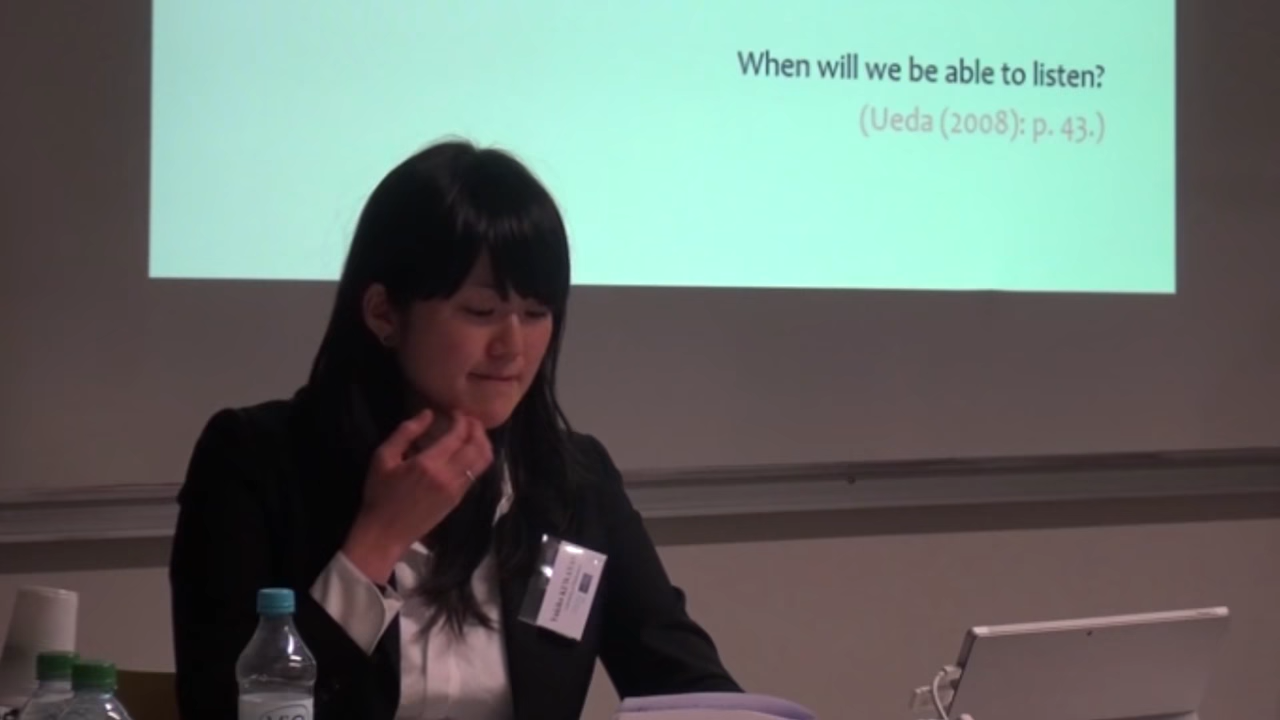 When will we be able to listen?
(Ueda (2008): p. 43.)